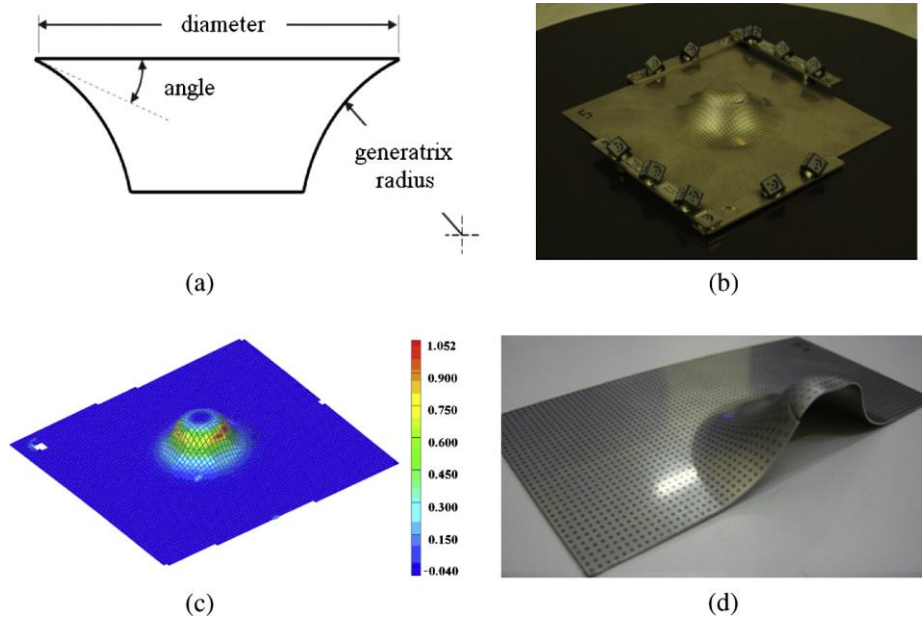 diameter
angle
generatrix
radius
(a)
5
(b)
1.052
0.900
0.750
0.600
0.450
0.300
0.150
-0.040
(c)
(d)